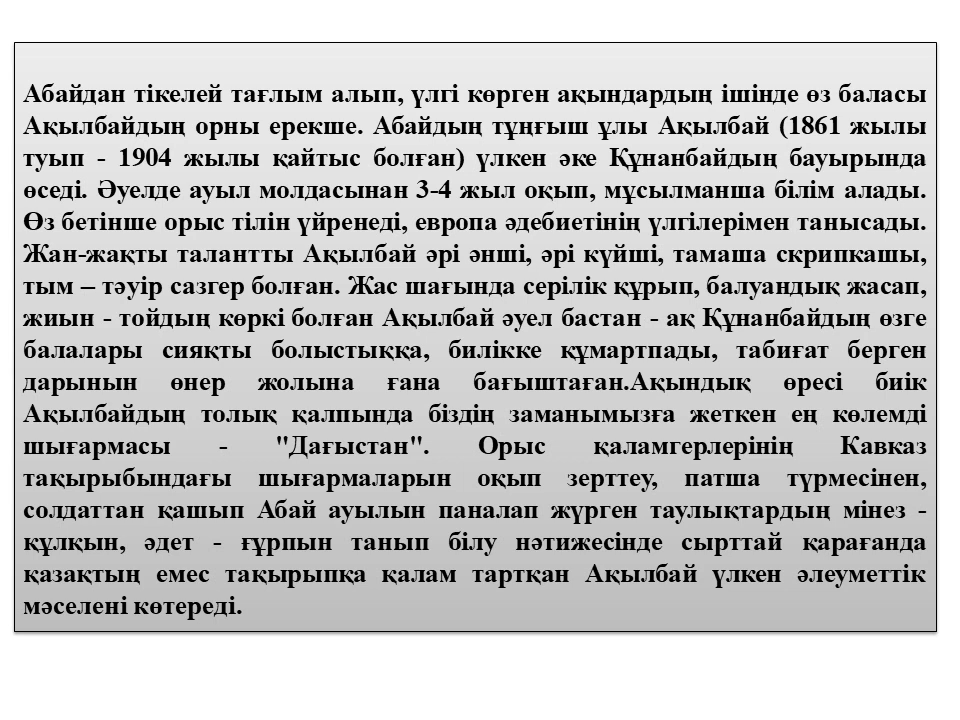 Абайдан тікелей тағлым алып, үлгі көрген ақындардың ішінде өз баласы
Ақылбайдың орны ерекше. Абайдың тұңғыш ұлы Ақылбай (1861 жылы
туып - 1904 жылы қайтыс болған) үлкен әке Құнанбайдың бауырында
өседі. Әуелде ауыл молдасынан 3-4 жыл оқып, мұсылманша білім алады.
Өз бетінше орыс тілін үйренеді, европа әдебиетінің үлгілерімен танысады.
Жан-жақты талантты Ақылбай әрі әнші, әрі күйші, тамаша скрипкашы,
тым – тәуір сазгер болған. Жас шағында серілік құрып, балуандық жасап,
жиын - тойдың көркі болған Ақылбай әуел бастан - ақ Құнанбайдың өзге
балалары сияқты болыстыққа, билікке құмартпады, табиғат берген
дарынын өнер жолына ғана бағыштаған.Ақындық өресі биік
Ақылбайдың толық қалпында біздің заманымызға жеткен ең көлемді
шығармасы - "Дағыстан". Орыс қаламгерлерінің Кавказ
тақырыбындағы шығармаларын оқып зерттеу, патша түрмесінен,
солдаттан қашып Абай ауылын паналап жүрген таулықтардың мінез -
құлқын, әдет - ғұрпын танып білу нәтижесінде сырттай қарағанда
қазақтың емес тақырыпқа қалам тартқан Ақылбай үлкен әлеуметтік
мәселені көтереді.